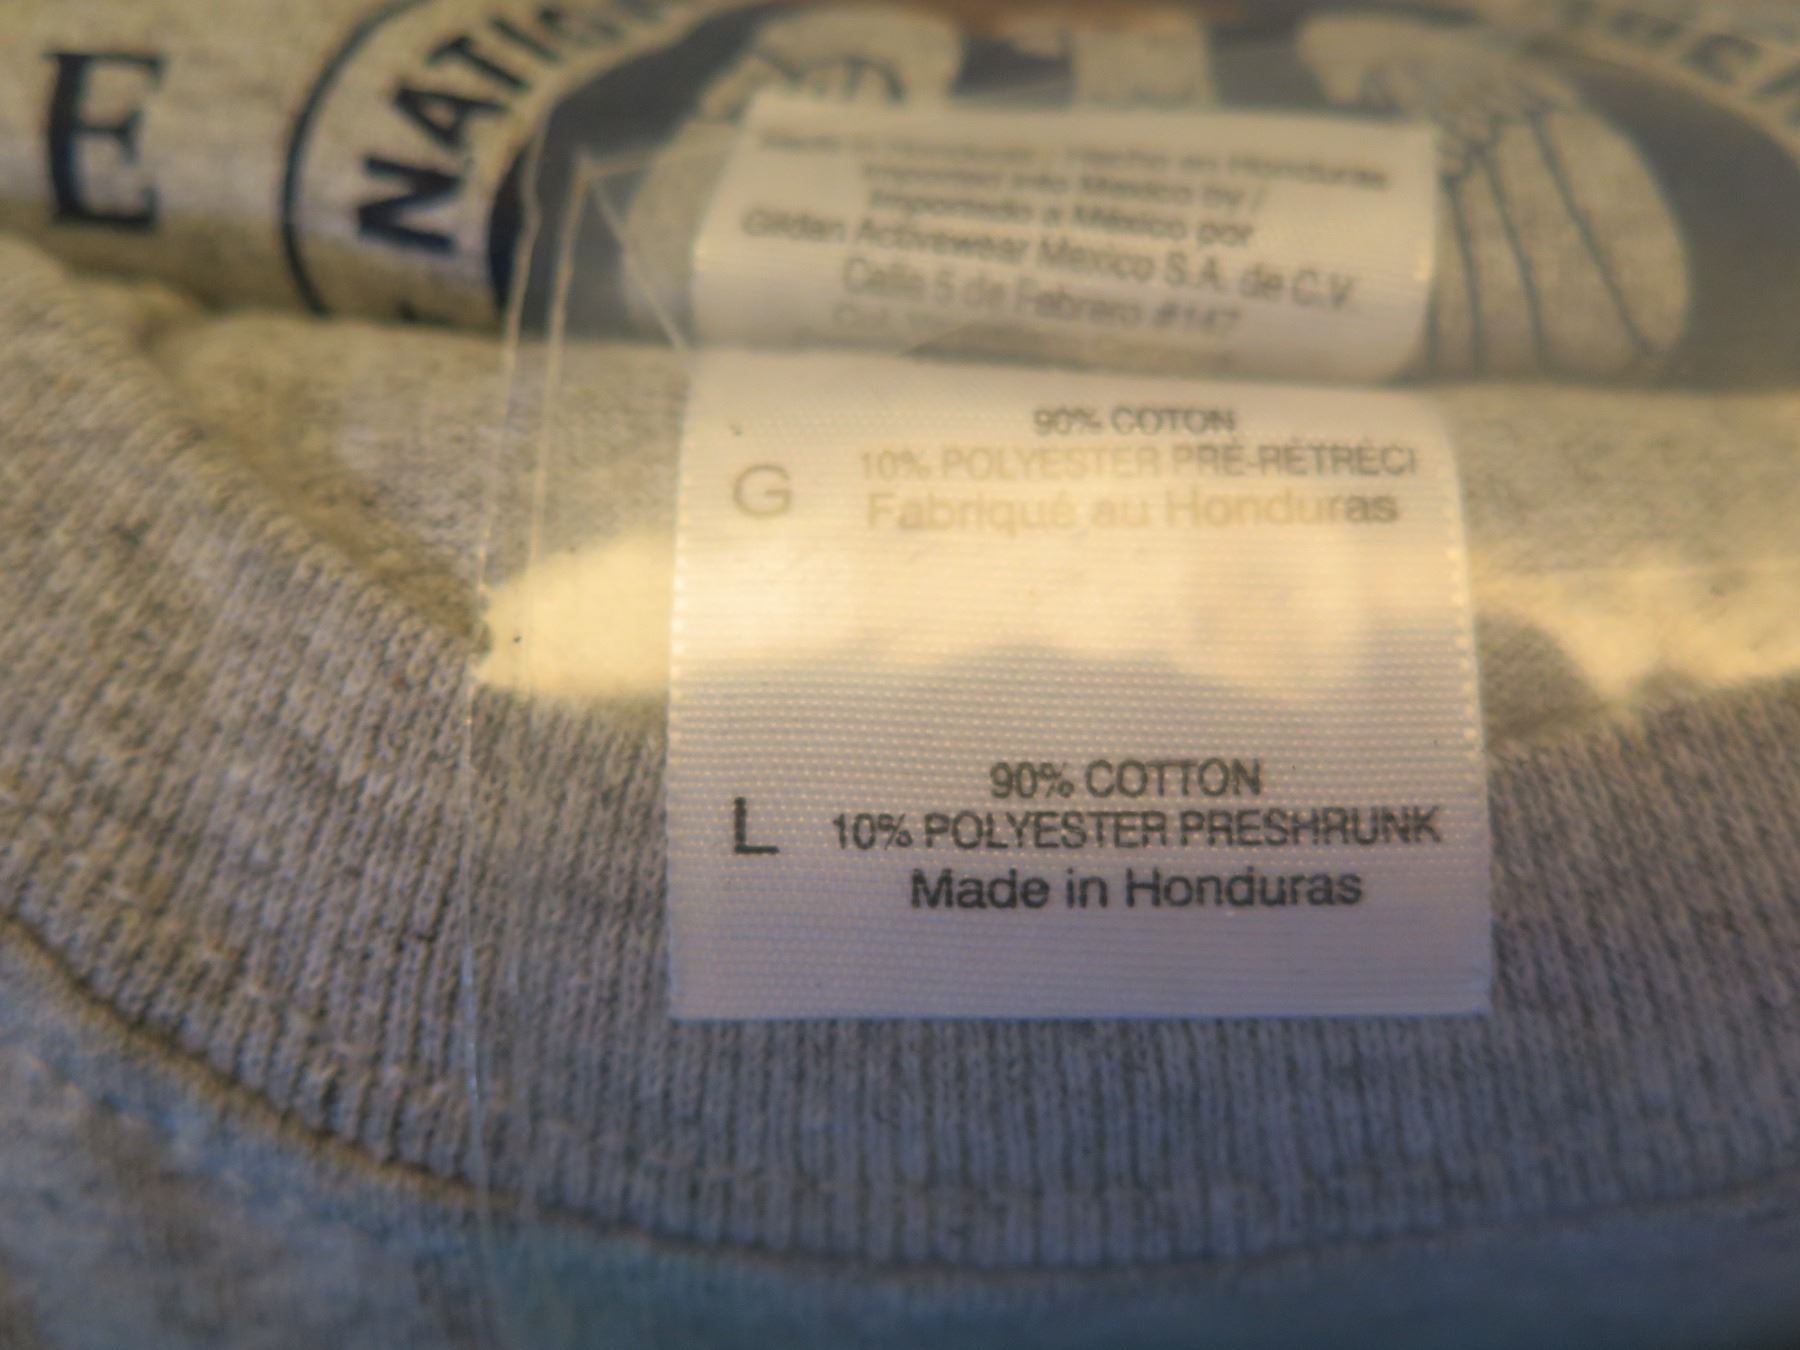 E
NATION
Made in Honduras / Hecho en Honduras
Imported into Mexico by /
Importado a México por
Gildan Activewear Mexico S.A. de C.V.
Calle 5 de Febrero #147
90% COTON
G 10% POLYESTER PRÉ-RÉTRÉCI
Fabriqué au Honduras
90% COTTON
L 10% POLYESTER PRESHRUNK
Made in Honduras